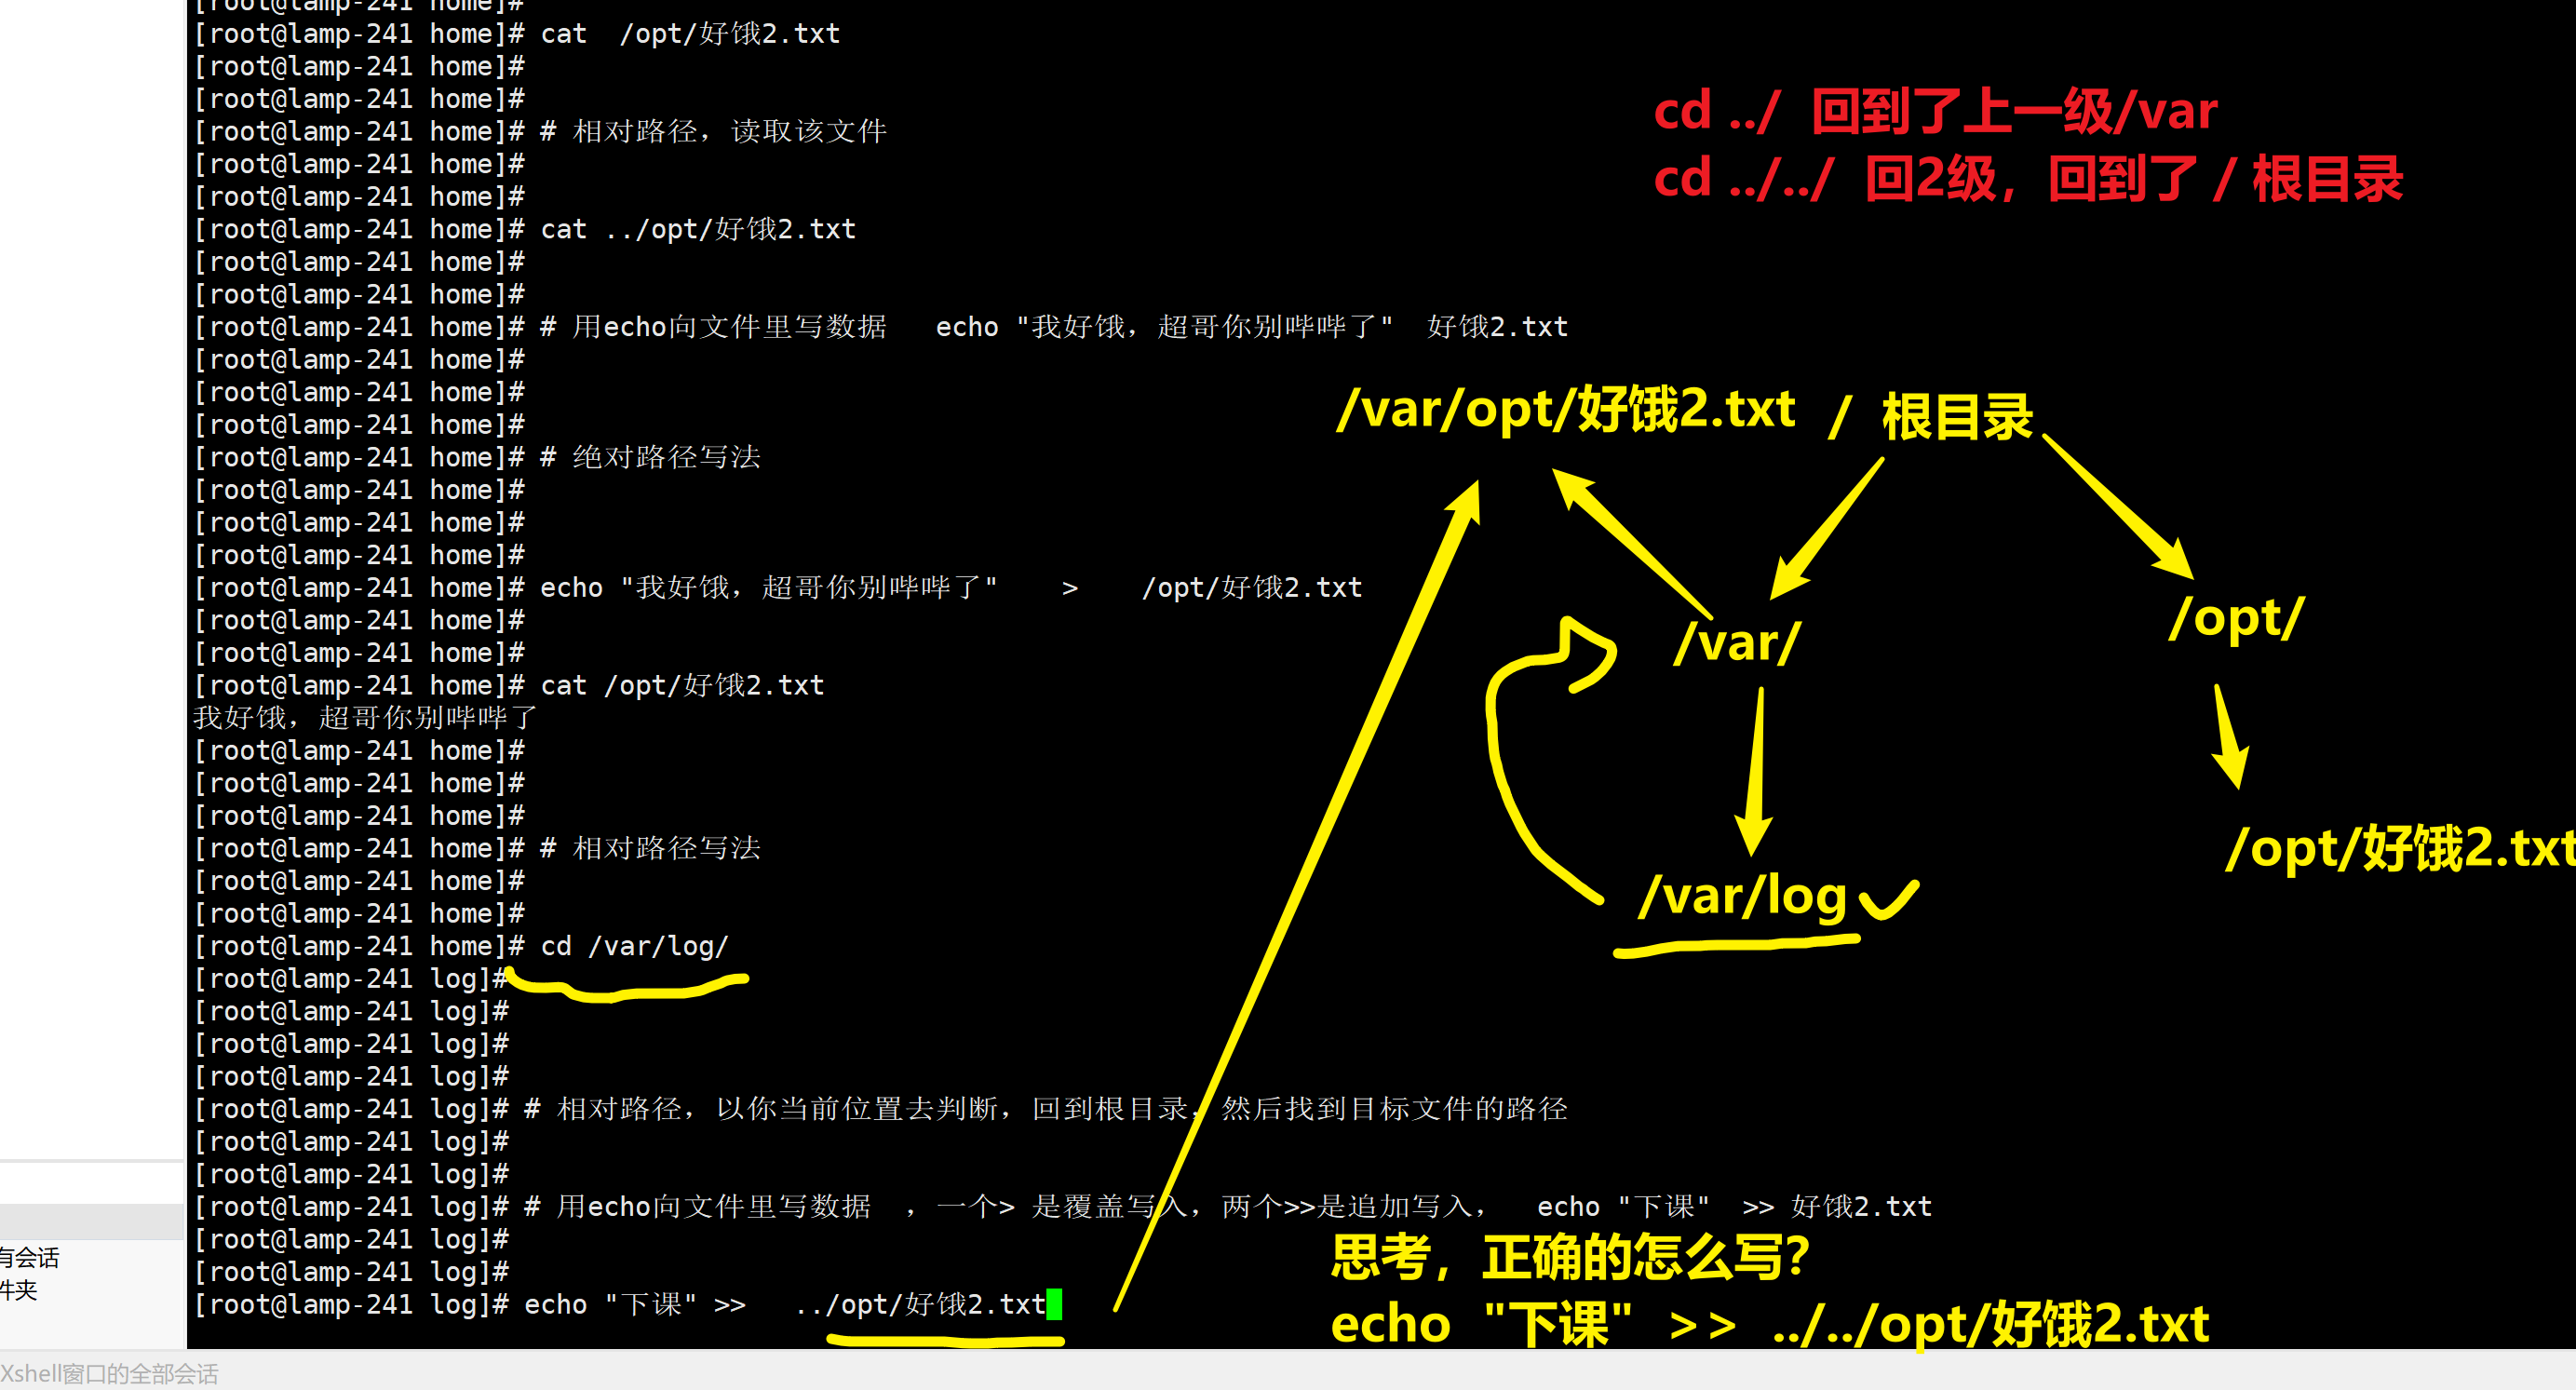 [root@lamp-241 home]#
[root@lamp-241 home]# cat  /opt/好饿2.txt
[root@lamp-241 home]#
[root@lamp-241 home]#
[root@lamp-241 home]# # 相对路径，读取该文件
[root@lamp-241 home]#
[root@lamp-241 home]#
[root@lamp-241 home]# cat ../opt/好饿2.txt
[root@lamp-241 home]#
[root@lamp-241 home]#
[root@lamp-241 home]# # 用echo向文件里写数据   echo "我好饿，超哥你别哔哔了"  好饿2.txt
[root@lamp-241 home]#
[root@lamp-241 home]#
[root@lamp-241 home]#
[root@lamp-241 home]# # 绝对路径写法
[root@lamp-241 home]#
[root@lamp-241 home]#
[root@lamp-241 home]#
[root@lamp-241 home]# echo "我好饿，超哥你别哔哔了"    >    /opt/好饿2.txt
[root@lamp-241 home]#
[root@lamp-241 home]#
[root@lamp-241 home]# cat /opt/好饿2.txt
我好饿，超哥你别哔哔了
[root@lamp-241 home]#
[root@lamp-241 home]#
[root@lamp-241 home]#
[root@lamp-241 home]# # 相对路径写法
[root@lamp-241 home]#
[root@lamp-241 home]#
[root@lamp-241 home]# cd /var/log/
[root@lamp-241 log]#
[root@lamp-241 log]#
[root@lamp-241 log]#
[root@lamp-241 log]#
[root@lamp-241 log]# # 相对路径，以你当前位置去判断，回到根目录，然后找到目标文件的路径
[root@lamp-241 log]#
[root@lamp-241 log]#
[root@lamp-241 log]# # 用echo向文件里写数据  ，一个> 是覆盖写入，两个>>是追加写入，  echo "下课"  >> 好饿2.txt
[root@lamp-241 log]#
[root@lamp-241 log]#
[root@lamp-241 log]# echo "下课" >>   ../opt/好饿2.txt
cd ../ 回到了上一级/var
cd ../../ 回2级，回到了 / 根目录
/var/opt/好饿2.txt
/ 根目录
/var/
/opt/
/opt/好饿2.txt
/var/log
思考，正确的怎么写？
echo "下课" >> ../../opt/好饿2.txt
有会话
件夹
Xshell窗口的全部会话